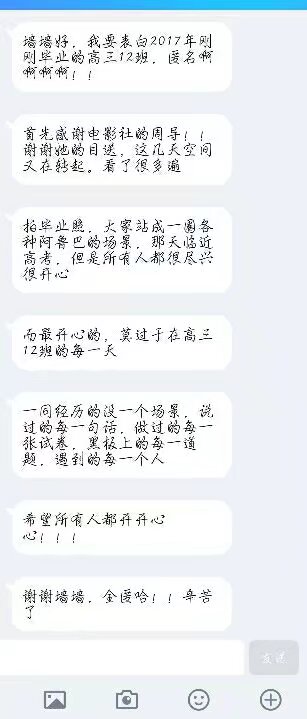 墙墙好，我要表白2017年刚
刚毕业的高三12班，匿名啊
啊啊啊！！
首先感谢电影社的周导！！
谢谢她的目送，这几天空间
又在转起。看了很多遍
拍毕业照，大家站成一圈各
种阿鲁巴的场景，那天临近
高考，但是所有人都很尽兴
很开心
而最开心的，莫过于在高三
12班的每一天
一同经历的没一个场景，说
过的每一句话，做过的每一
张试卷，黑板上的每一道
题，遇到的每一个人
希望所有人都开开心
心！！！
谢谢墙墙，全匿哈！！辛苦
了
发送